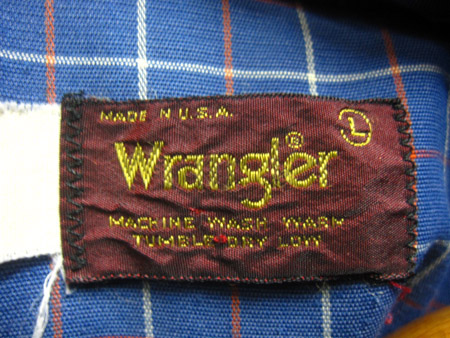 MADE IN U.S.A.
L
Wrangler®
MACHINE WASH WARM
TUMBLE DRY LOW